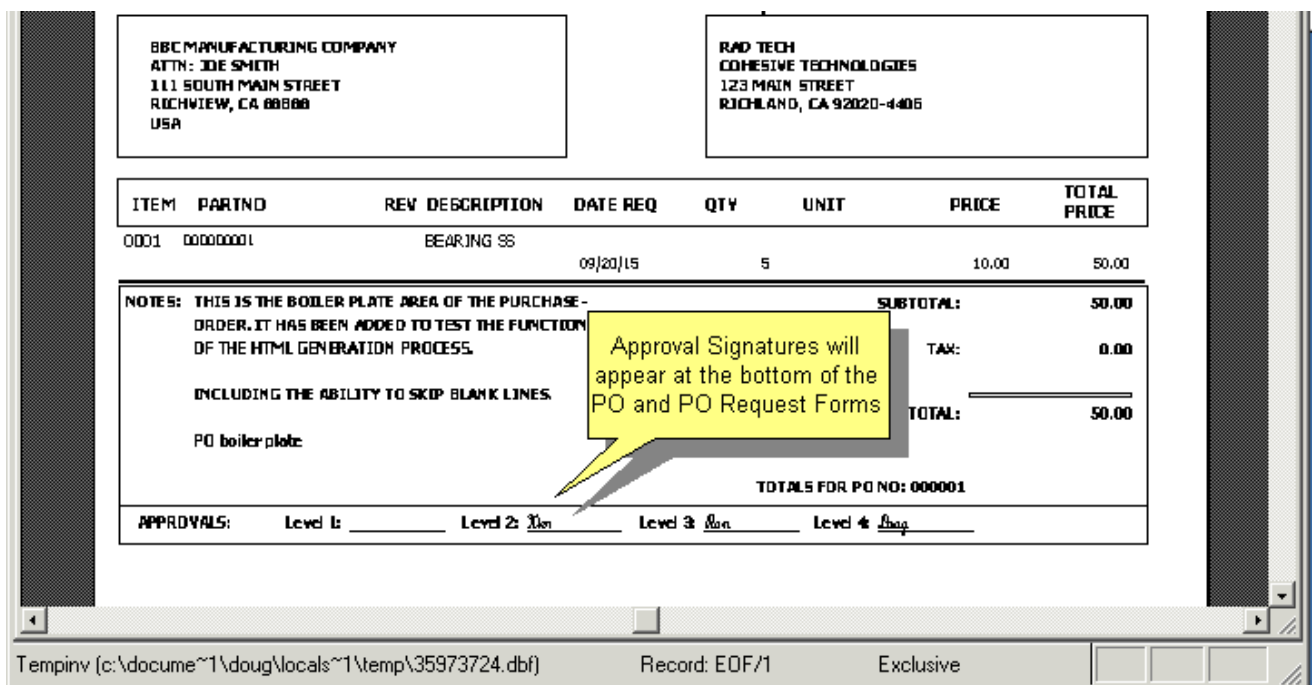 BBC MANUFACTURING COMPANY
ATTN: JOE SMITH
111 SOUTH MAIN STREET
RICHVIEW, CA 88888
USA
RAD TECH
COHESIVE TECHNOLOGIES
123 MAIN STREET
RICHLAND, CA 92020-4406
ITEM PARTNO REV DESCRIPTION DATE REQ QTY UNIT PRICE TOTAL PRICE
0001 000000001 BEARING SS
09/20/15 5 10.00 50.00
NOTES: THIS IS THE BOILER PLATE AREA OF THE PURCHASE- SUBTOTAL: 50.00
ORDER. IT HAS BEEN ADDED TO TEST THE FUNCTION
OF THE HTML GENERATION PROCESS. TAX: 0.00
INCLUDING THE ABILITY TO SKIP BLANK LINES.
TOTAL: 50.00
PO boiler plate
Approval Signatures will
appear at the bottom of the
PO and PO Request Forms
TOTALS FOR PO NO: 000001
APPROVALS: Level 1: Level 2: Level 3: Ron Level 4: Doug
Tempinv (c:\docume~1\doug\locals~1\temp\35973724.dbf) Record: EOF/1 Exclusive